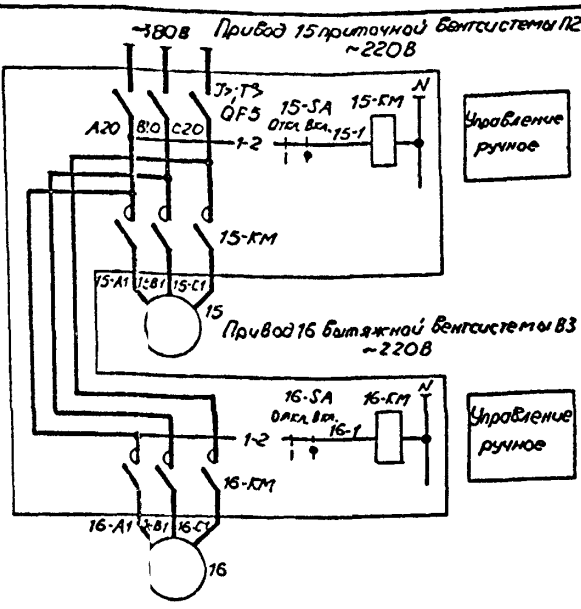 ~380В Привод 15 приточной вентсистемы П2
~220В
I>;T°>
QF5
15-SA
15-КМ
N
Управление
ручное
А20
В20
С20
1-2
Откл. Вкл.
15-1
15-КМ
15-А1
15-В1
15-С1
15
Привод 16 вытяжной вентсистемы В3
~220В
16-SA
16-КМ
N
Управление
ручное
Откл. Вкл.
1-2
16-1
16-КМ
16-А1
16-С1
16